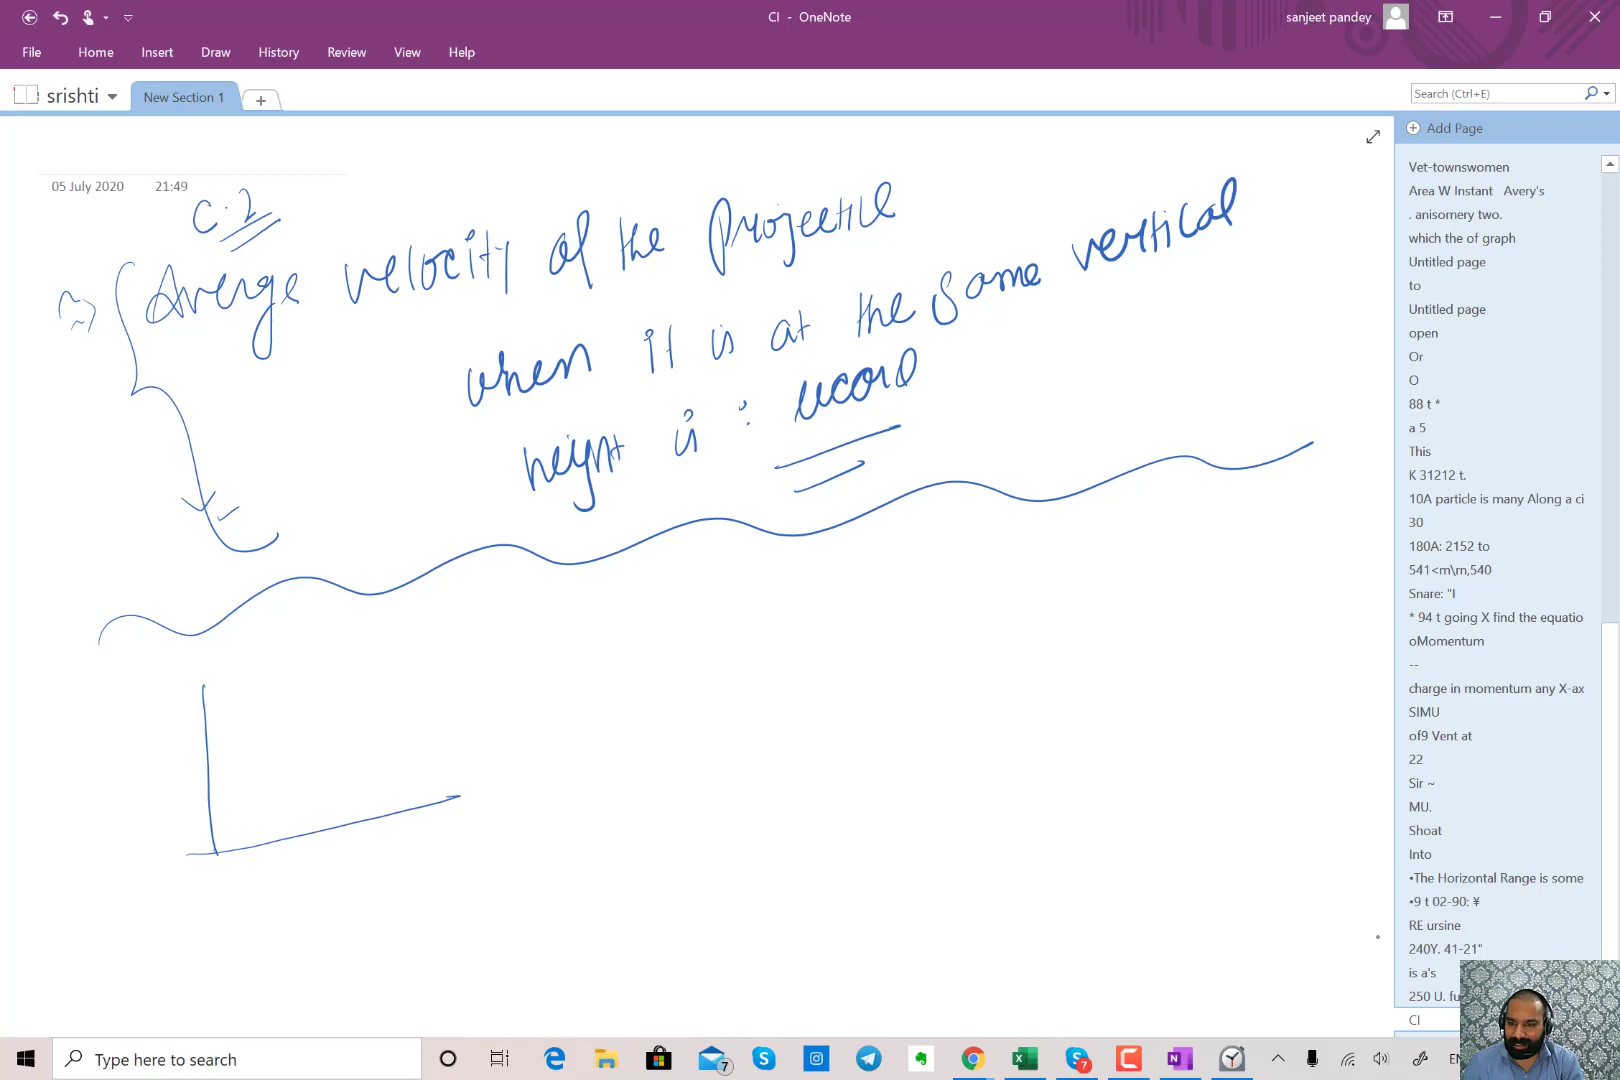 CI - OneNote
sanjeet pandey
File Home Insert Draw History Review View Help
srishti
New Section 1
Search (Ctrl+E)
05 July 2020 21:49
C.2
Averge velocity of the projectile
when it is at the same vertical
height is : ucosθ
Add Page
Vet-townswomen
Area W Instant Avery's
. anisomery two.
which the of graph
Untitled page
to
Untitled page
open
Or
O
88 t *
a 5
This
K 31212 t.
10A particle is many Along a ci
30
180A: 2152 to
541<m\rn,540
Snare: "I
* 94 t going X find the equatio
oMomentum
--
charge in momentum any X-ax
SIMU
of9 Vent at
22
Sir ~
MU.
Shoat
Into
•The Horizontal Range is some
•9 t 02-90: ¥
RE ursine
240Y. 41-21"
is a's
250 U. fu
CI
Type here to search
7
7